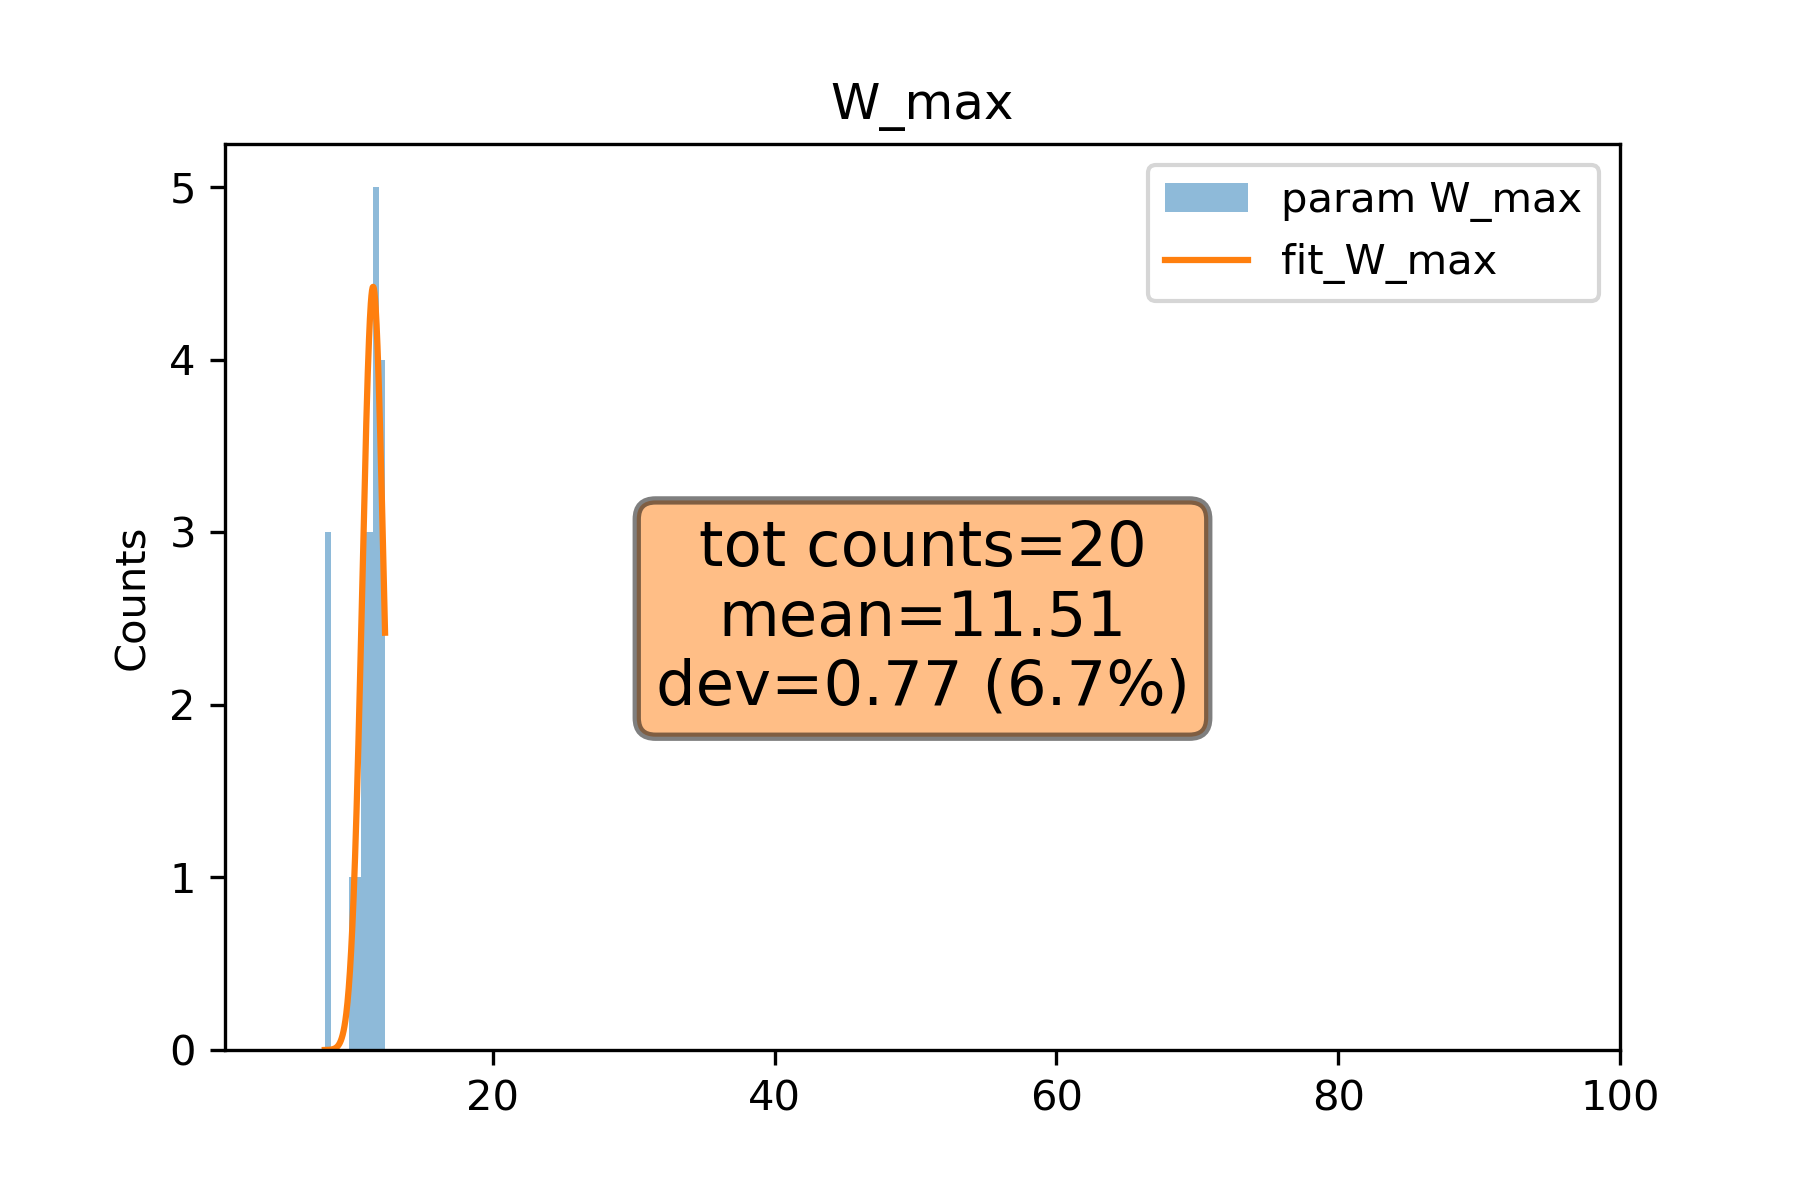 W_max
param W_max
fit_W_max
5
4
3
2
1
0
Counts
tot counts=20
mean=11.51
dev=0.77 (6.7%)
20
40
60
80
100